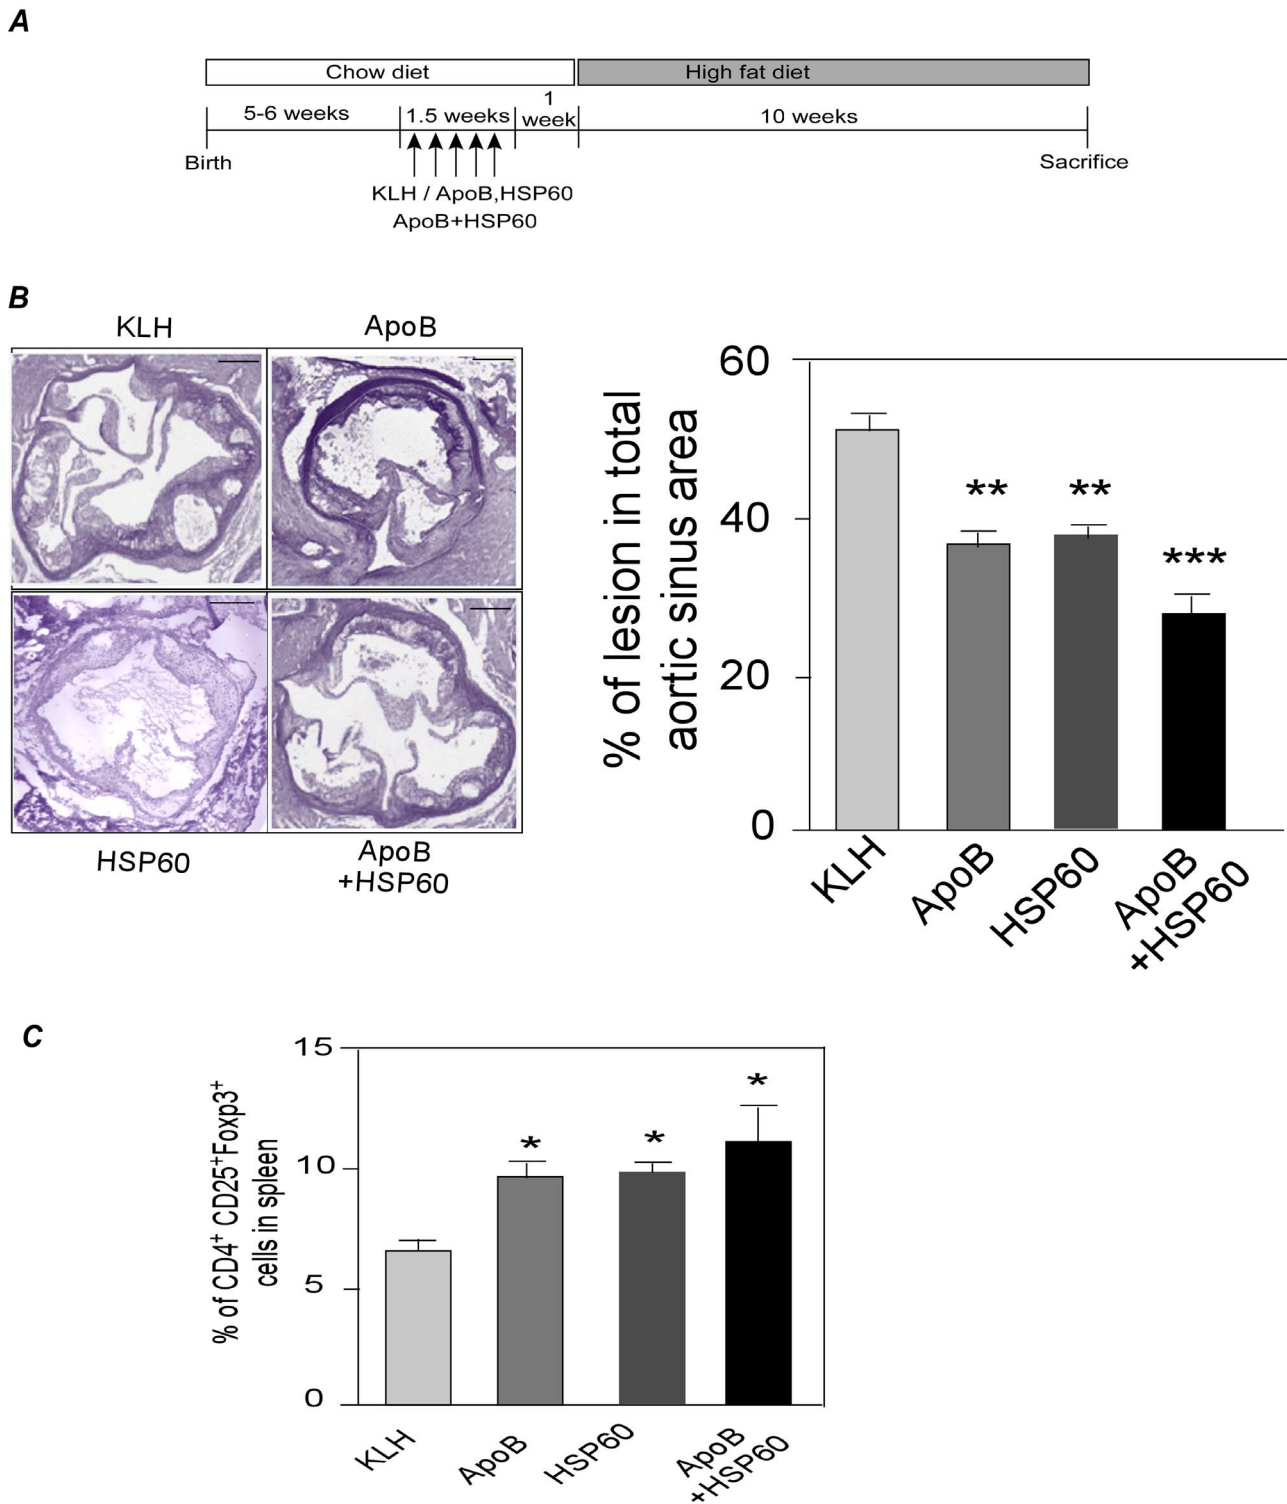 A
Chow diet
High fat diet
5-6 weeks
1.5 weeks
1
week
10 weeks
Birth
Sacrifice
KLH / ApoB,HSP60
ApoB+HSP60
B
KLH
ApoB
HSP60
ApoB
+HSP60
% of lesion in total
aortic sinus area
60
40
20
0
**
**
***
KLH
ApoB
HSP60
ApoB
+HSP60
C
% of CD4⁺ CD25⁺Foxp3⁺
cells in spleen
15
10
5
0
*
*
*
KLH
ApoB
HSP60
ApoB
+HSP60